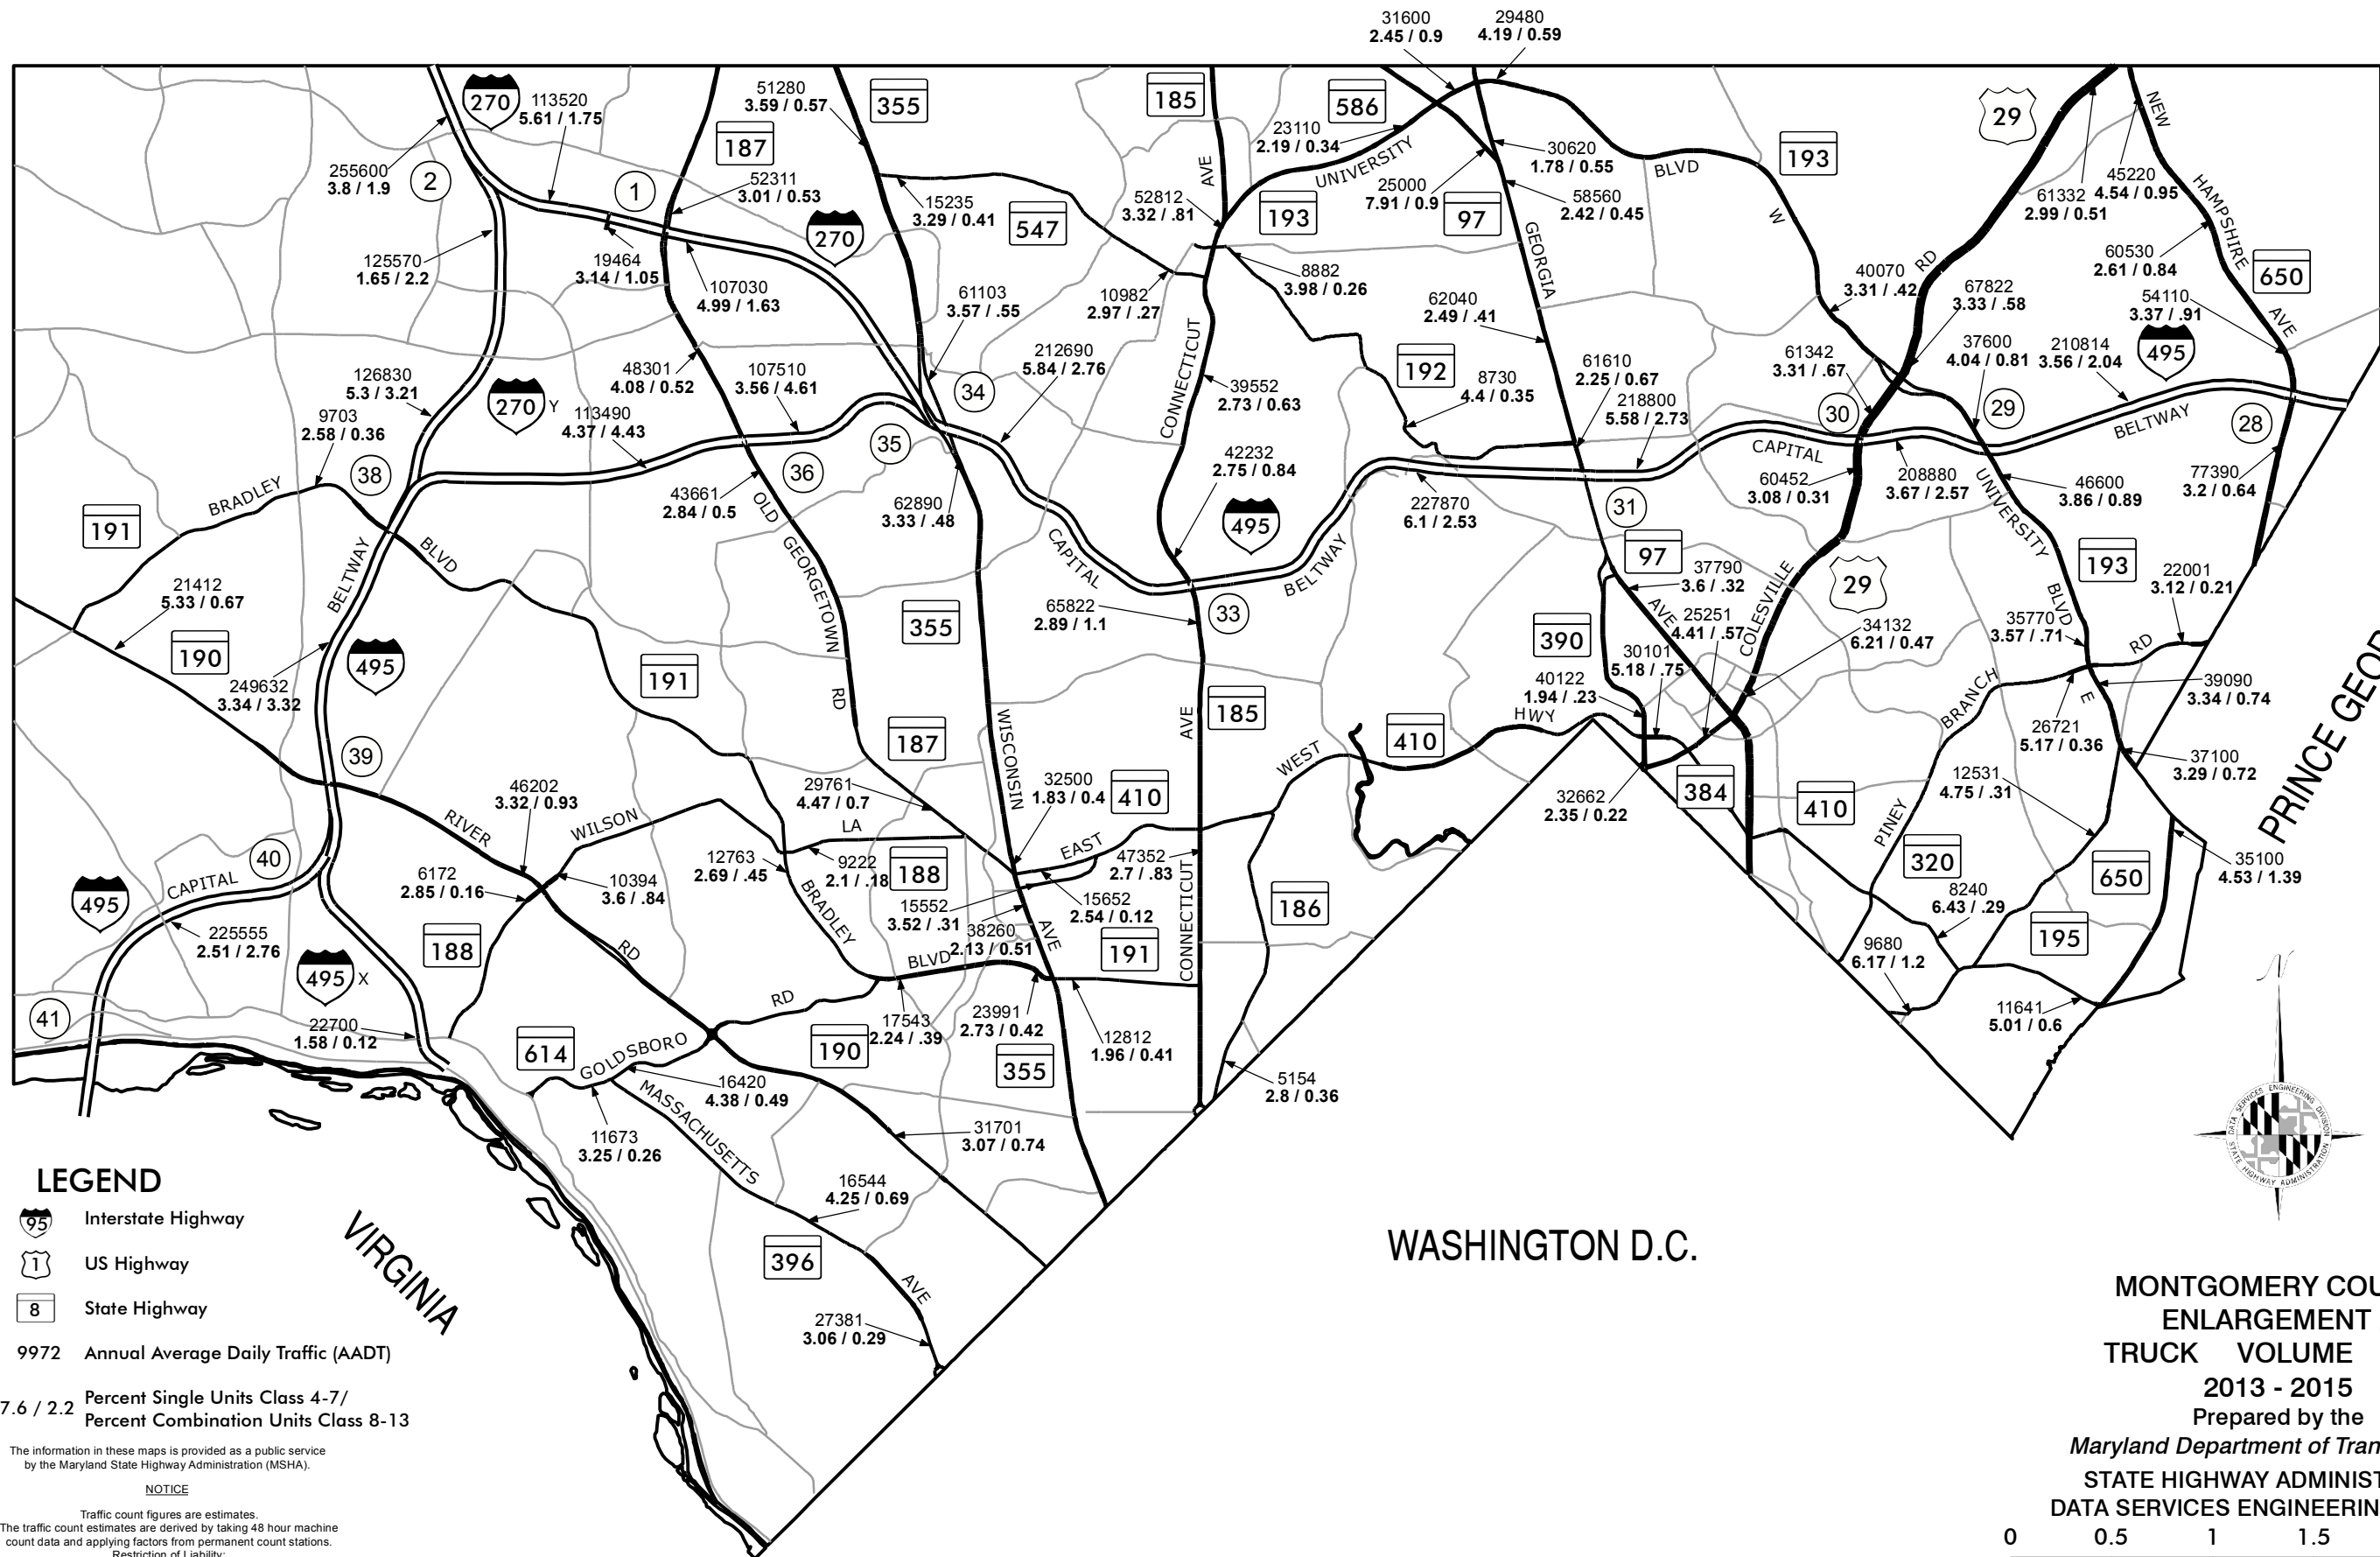 31600
2.45 / 0.9
29480
4.19 / 0.59
270
113520
5.61 / 1.75
51280
3.59 / 0.57
355
185
586
29
NEW
187
23110
2.19 / 0.34
30620
1.78 / 0.55
193
255600
3.8 / 1.9
2
1
52311
3.01 / 0.53
AVE
UNIVERSITY
BLVD
45220
4.54 / 0.95
HAMPSHIRE
15235
3.29 / 0.41
547
52812
3.32 / .81
193
25000
7.91 / 0.9
97
58560
2.42 / 0.45
W
61332
2.99 / 0.51
270
GEORGIA
125570
1.65 / 2.2
19464
3.14 / 1.05
107030
4.99 / 1.63
61103
3.57 / .55
10982
2.97 / .27
8882
3.98 / 0.26
62040
2.49 / .41
40070
3.31 / .42
RD
67822
3.33 / .58
60530
2.61 / 0.84
650
54110
3.37 / .91
AVE
126830
5.3 / 3.21
270 Y
48301
4.08 / 0.52
107510
3.56 / 4.61
34
212690
5.84 / 2.76
CONNECTICUT
39552
2.73 / 0.63
192
8730
4.4 / 0.35
61610
2.25 / 0.67
218800
5.58 / 2.73
61342
3.31 / .67
37600
4.04 / 0.81
210814
3.56 / 2.04
495
9703
2.58 / 0.36
113490
4.37 / 4.43
35
30
29
28
BELTWAY
38
36
42232
2.75 / 0.84
CAPITAL
BRADLEY
191
43661
2.84 / 0.5
OLD
GEORGETOWN
RD
62890
3.33 / .48
495
227870
6.1 / 2.53
31
60452
3.08 / 0.31
208880
3.67 / 2.57
UNIVERSITY
46600
3.86 / 0.89
77390
3.2 / 0.64
BLVD
BELTWAY
CAPITAL
BELTWAY
97
37790
3.6 / .32
29
193
BLVD
E
22001
3.12 / 0.21
21412
5.33 / 0.67
190
355
65822
2.89 / 1.1
33
390
AVE
25251
4.41 / .57
COLESVILLE
34132
6.21 / 0.47
35770
3.57 / .71
RD
495
249632
3.34 / 3.32
191
30101
5.18 / .75
40122
1.94 / .23
39090
3.34 / 0.74
187
WISCONSIN
AVE
185
HWY
WEST
410
BRANCH
26721
5.17 / 0.36
PRINCE GEOR
39
46202
3.32 / 0.93
RIVER
WILSON
29761
4.47 / 0.7
LA
32500
1.83 / 0.4
410
32662
2.35 / 0.22
384
410
PINEY
12531
4.75 / .31
37100
3.29 / 0.72
40
CAPITAL
495
6172
2.85 / 0.16
10394
3.6 / .84
12763
2.69 / .45
9222
2.1 / .18
188
EAST
47352
2.7 / .83
CONNECTICUT
320
650
35100
4.53 / 1.39
225555
2.51 / 2.76
495 X
188
RD
BRADLEY
BLVD
15552
3.52 / .31
38260
2.13 / 0.51
AVE
15652
2.54 / 0.12
191
186
8240
6.43 / .29
195
9680
6.17 / 1.2
41
22700
1.58 / 0.12
614
GOLDSBORO
RD
190
17543
2.24 / .39
23991
2.73 / 0.42
355
12812
1.96 / 0.41
11641
5.01 / 0.6
MASSACHUSETTS
16420
4.38 / 0.49
5154
2.8 / 0.36
11673
3.25 / 0.26
31701
3.07 / 0.74
DATA SERVICES ENGINEERING DIVISION
STATE HIGHWAY ADMINISTRATION
16544
4.25 / 0.69
396
AVE
27381
3.06 / 0.29
VIRGINIA
WASHINGTON D.C.
LEGEND
95 Interstate Highway
1 US Highway
8 State Highway
9972 Annual Average Daily Traffic (AADT)
7.6 / 2.2 Percent Single Units Class 4-7/
Percent Combination Units Class 8-13
The information in these maps is provided as a public service
by the Maryland State Highway Administration (MSHA).
NOTICE
Traffic count figures are estimates.
The traffic count estimates are derived by taking 48 hour machine
count data and applying factors from permanent count stations.
Restriction of Liability:
MONTGOMERY COU
ENLARGEMENT
TRUCK VOLUME
2013 - 2015
Prepared by the
Maryland Department of Tran
STATE HIGHWAY ADMINIST
DATA SERVICES ENGINEERIN
0 0.5 1 1.5